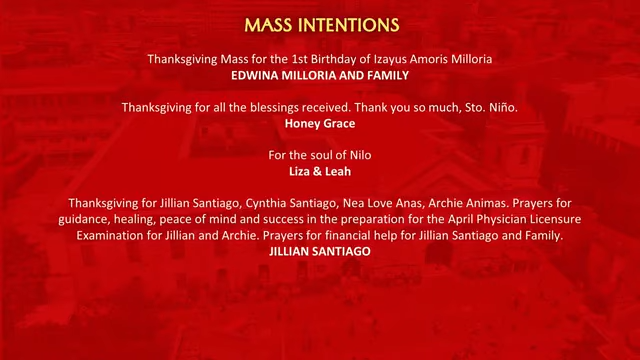 MASS INTENTIONS
Thanksgiving Mass for the 1st Birthday of Izayus Amoris Milloria
EDWINA MILLORIA AND FAMILY
Thanksgiving for all the blessings received. Thank you so much, Sto. Niño.
Honey Grace
For the soul of Nilo
Liza & Leah
Thanksgiving for Jillian Santiago, Cynthia Santiago, Nea Love Anas, Archie Animas. Prayers for
guidance, healing, peace of mind and success in the preparation for the April Physician Licensure
Examination for Jillian and Archie. Prayers for financial help for Jillian Santiago and Family.
JILLIAN SANTIAGO